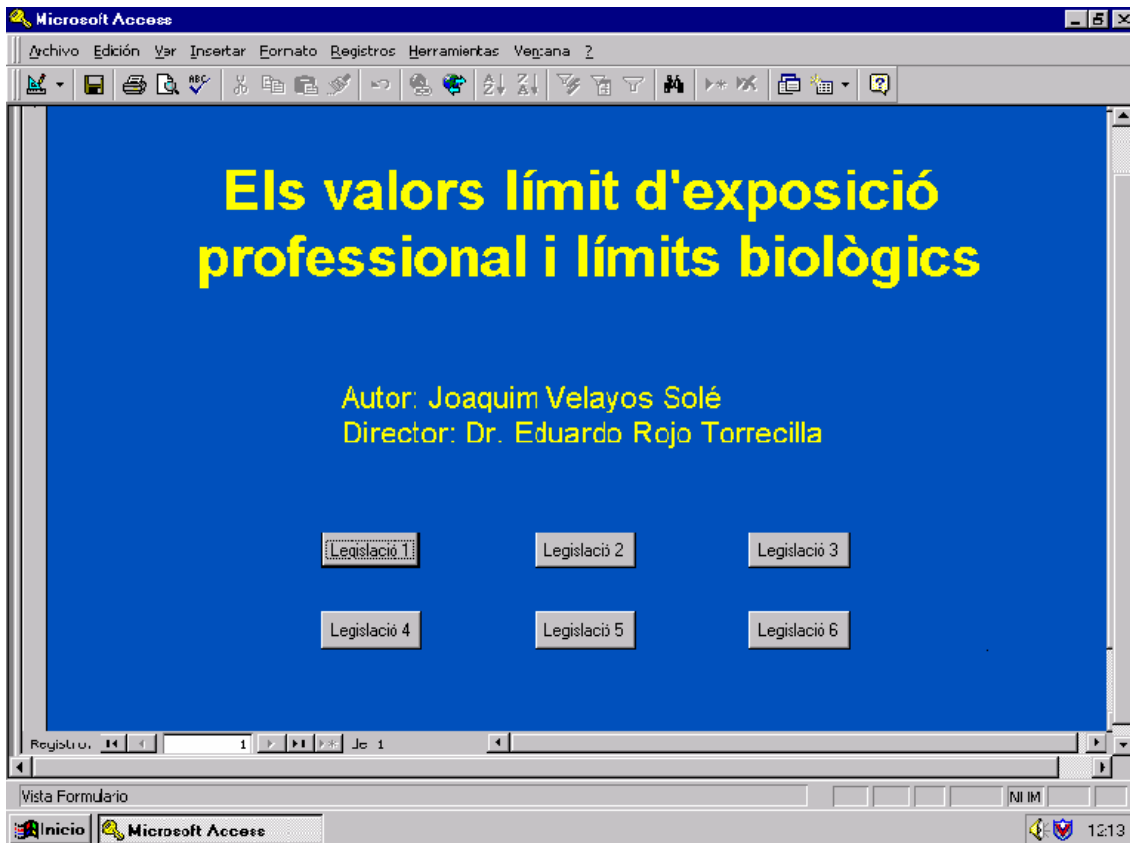 Microsoft Access
Archivo Edición Ver Insertar Formato Registros Herramientas Ventana ?
Els valors límit d'exposició
professional i límits biològics
Autor: Joaquim Velayos Solé
Director: Dr. Eduardo Rojo Torrecilla
Legislació 1 Legislació 2 Legislació 3
Legislació 4 Legislació 5 Legislació 6
Registro: 1 de 1
Vista Formulario NUM
Inicio Microsoft Access 12:13